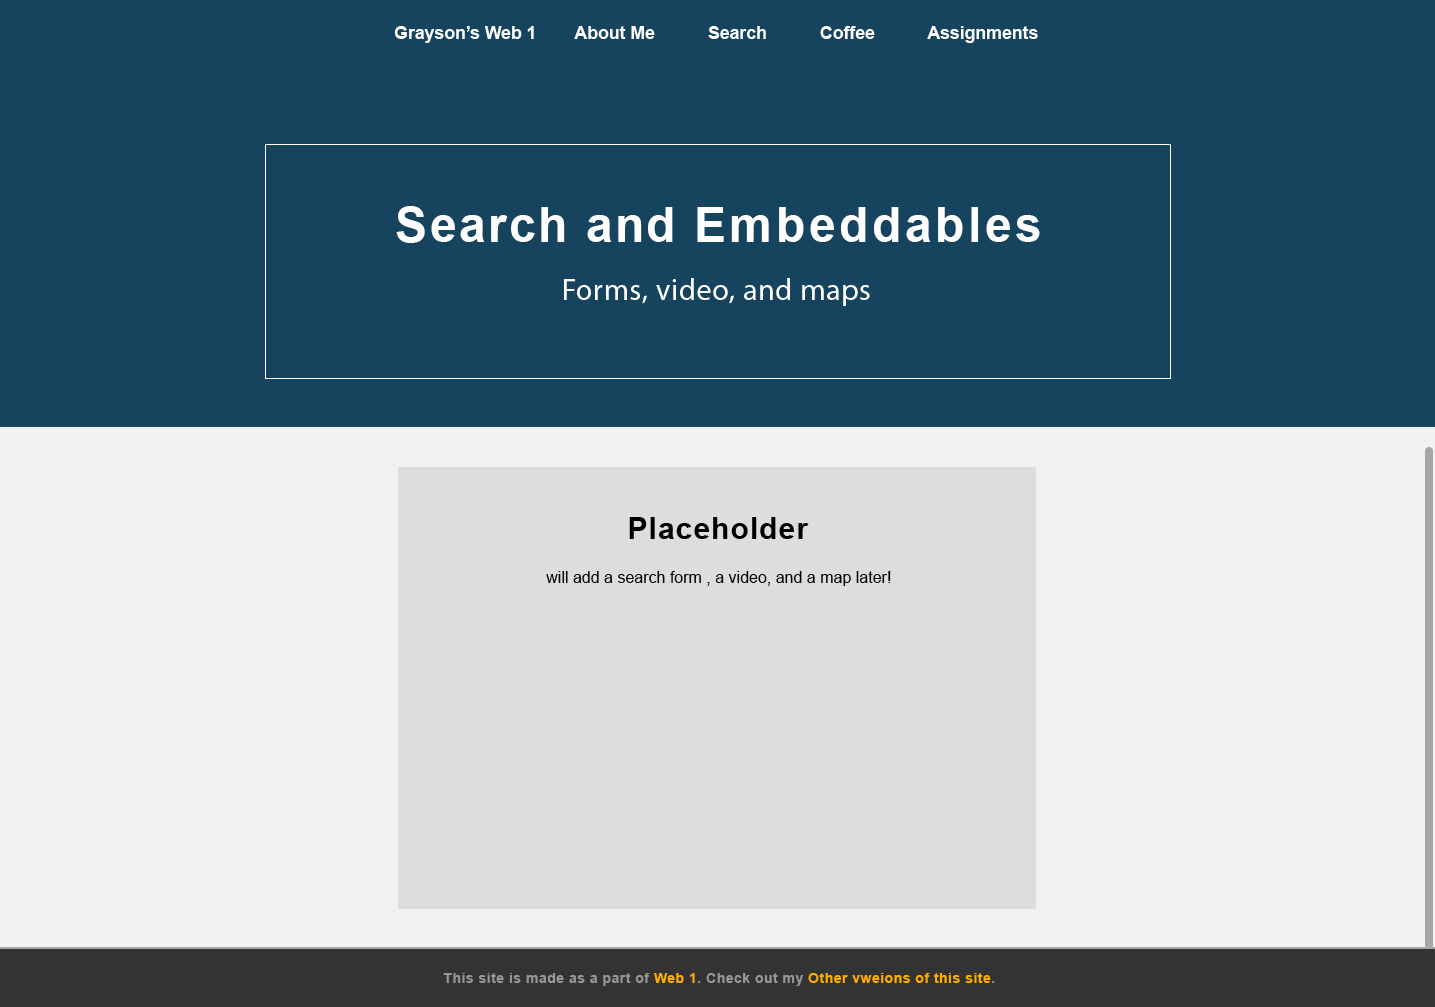 Grayson’s Web 1 About Me Search Coffee Assignments
Search and Embeddables
Forms, video, and maps
Placeholder
will add a search form , a video, and a map later!
This site is made as a part of Web 1. Check out my Other vweions of this site.